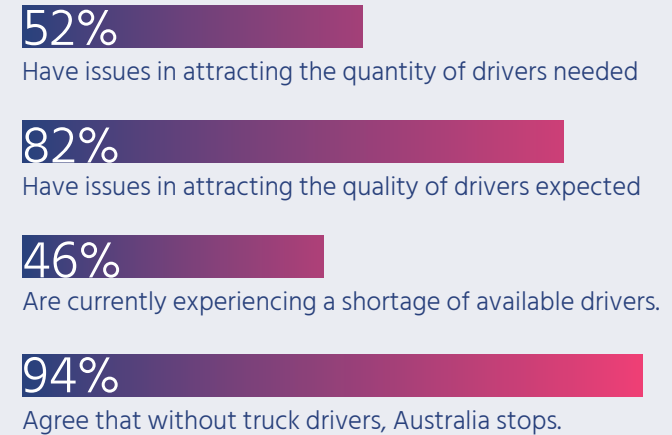 52%
Have issues in attracting the quantity of drivers needed
82%
Have issues in attracting the quality of drivers expected
46%
Are currently experiencing a shortage of available drivers.
94%
Agree that without truck drivers, Australia stops.